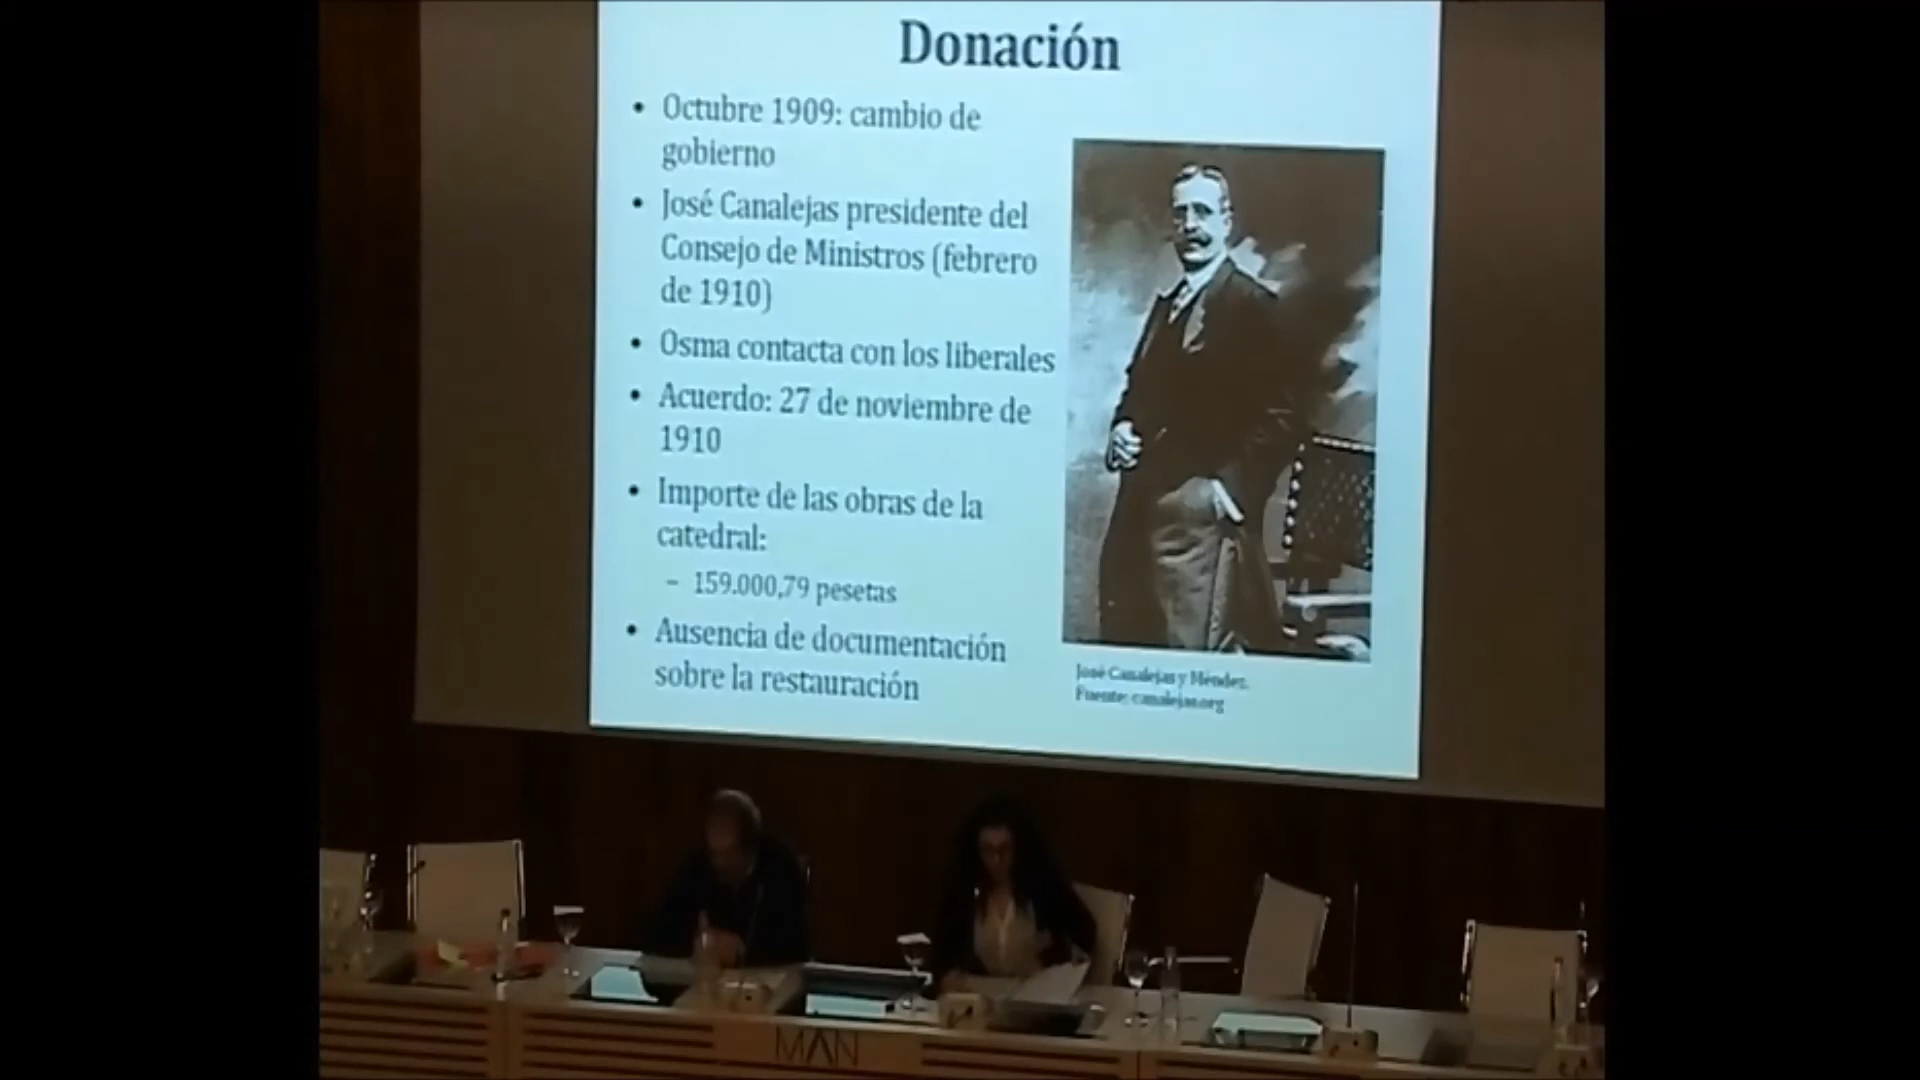 Donación
• Octubre 1909: cambio de
gobierno
• José Canalejas presidente del
Consejo de Ministros (febrero
de 1910)
• Osma contacta con los liberales
• Acuerdo: 27 de noviembre de
1910
• Importe de las obras de la
catedral:
– 159.000,79 pesetas
• Ausencia de documentación
sobre la restauración
José Canalejas y Méndez.
Fuente: canalejas.org
MAN